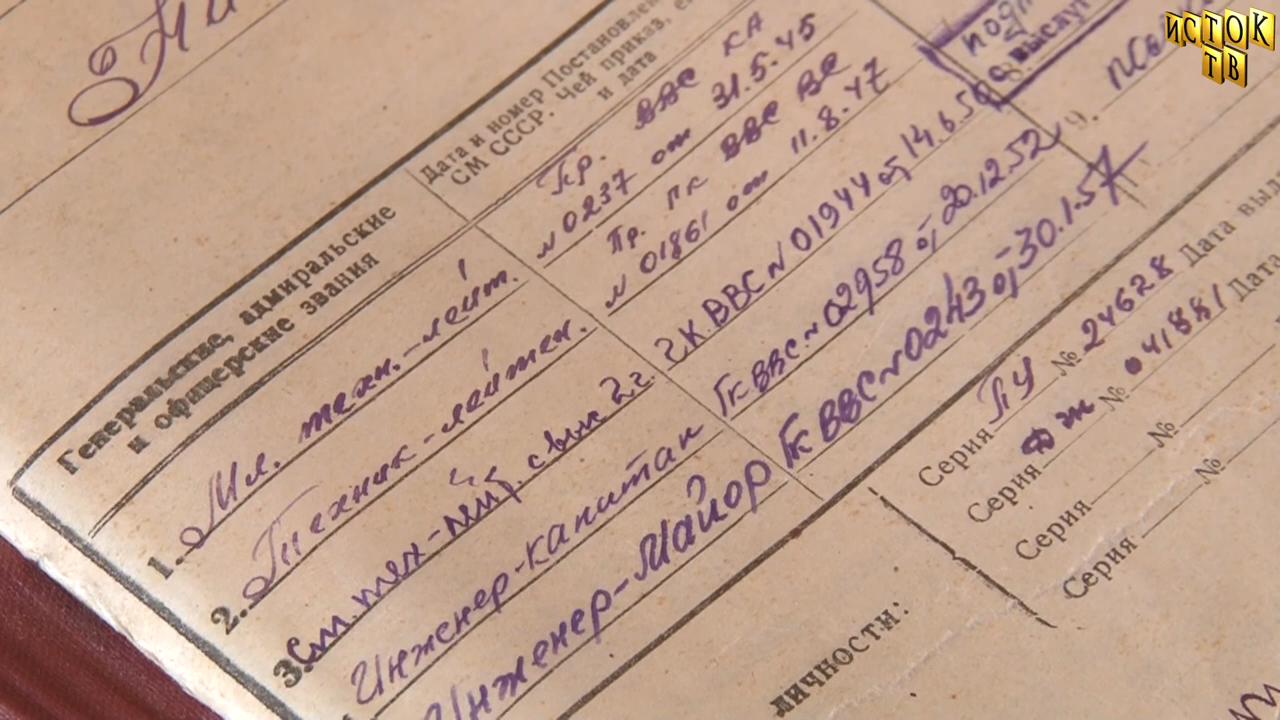 ИСТОК
ТВ
Генеральские, адмиральские
и офицерские звания
Дата и номер Постановлен
СМ СССР. Чей приказ, ег
и дата
1. Мл. техн.-лейт.
Пр. ВВС КА
№ 0237 от 31.5.45
2. Техник-лейтен.
Пр. ГК ВВС ВС
№ 01861 от 11.8.47
3. Ст. тех-лейт. свып 2г.
ГК. ВВС № 01944 от 14.6.50
Инженер-капитан
Гк ВВС. № 02958 от 20.12.52
Инженер-майор
Гк ВВС № 0243 от 30.1.57
выслуг
Серия ПУ № 24628 Дата выд
Серия ФЖ № 041881 Дата
Серия №
Серия №
личности: